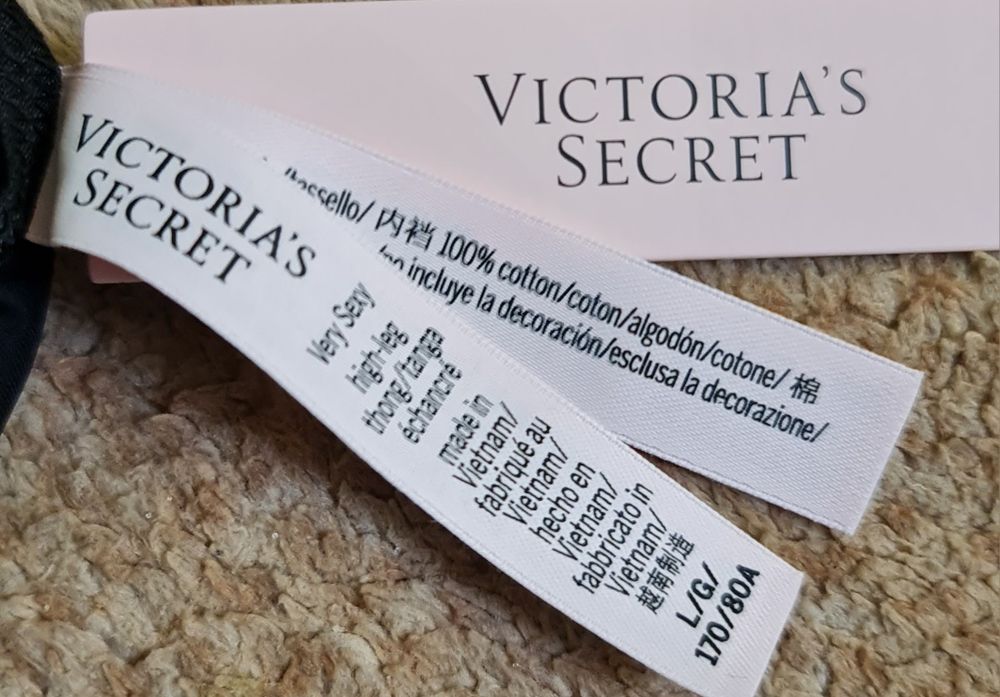 VICTORIA'S
SECRET
VICTORIA'S
SECRET
Very Sexy
high-leg
thong/tanga
échancré
made in
Vietnam/
fabriqué au
Vietnam/
hecho en
Vietnam/
fabbricato in
Vietnam/
越南制造
L/G/
170/80A
内裆 100% cotton/coton/algodón/cotone/ 棉
incluye la decoración/esclusa la decorazione/